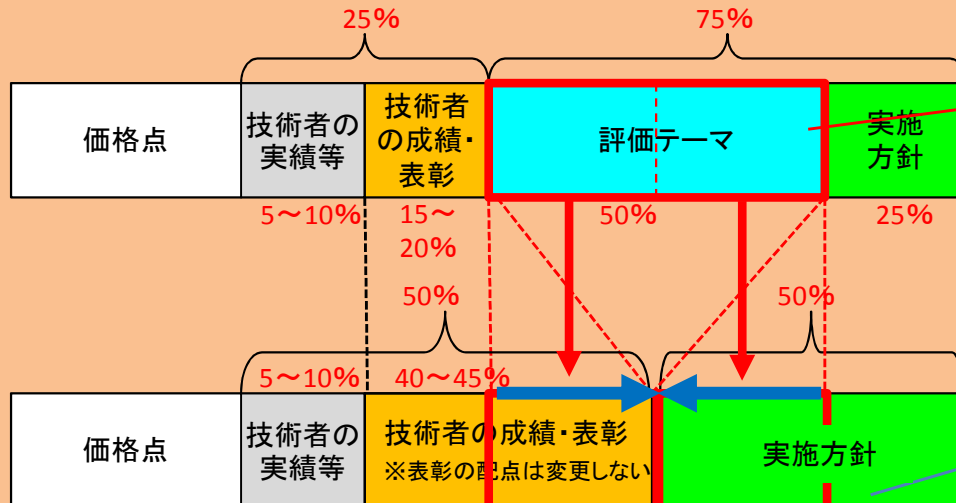 25%
75%
価格点
技術者の
実績等
技術者
の成績・
表彰
評価テーマ
実施
方針
5～10%
15～
20%
50%
25%
50%
50%
5～10%
40～45%
価格点
技術者の
実績等
技術者の成績・表彰
※表彰の配点は変更しない
実施方針